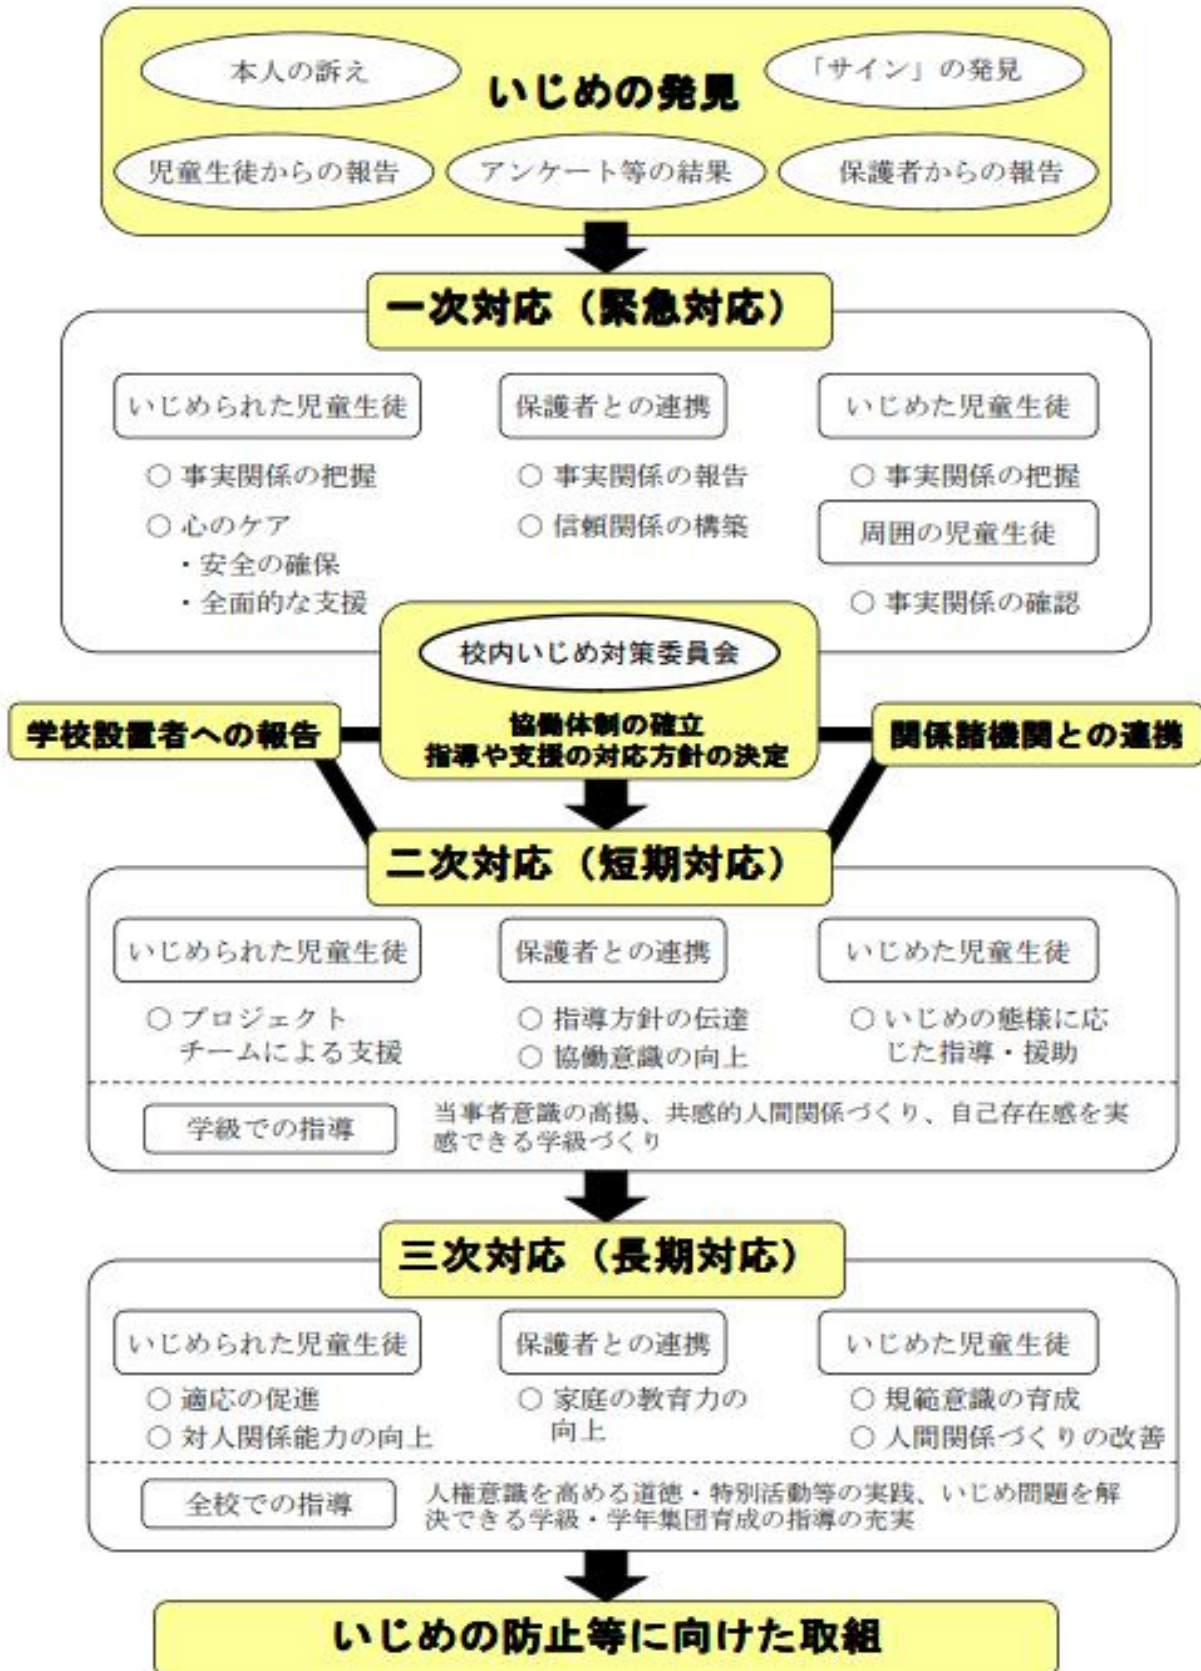 本人の訴え
いじめの発見
「サイン」の発見
児童生徒からの報告
アンケート等の結果
保護者からの報告
一次対応（緊急対応）
いじめられた児童生徒
○ 事実関係の把握
○ 心のケア
・安全の確保
・全面的な支援
保護者との連携
○ 事実関係の報告
○ 信頼関係の構築
いじめた児童生徒
○ 事実関係の把握
周囲の児童生徒
○ 事実関係の確認
校内いじめ対策委員会
協働体制の確立
指導や支援の対応方針の決定
学校設置者への報告
関係諸機関との連携
二次対応（短期対応）
いじめられた児童生徒
○ プロジェクト
チームによる支援
保護者との連携
○ 指導方針の伝達
○ 協働意識の向上
いじめた児童生徒
○ いじめの態様に応
じた指導・援助
学級での指導
当事者意識の高揚、共感的人間関係づくり、自己存在感を実
感できる学級づくり
三次対応（長期対応）
いじめられた児童生徒
○ 適応の促進
○ 対人関係能力の向上
保護者との連携
○ 家庭の教育力の
向上
いじめた児童生徒
○ 規範意識の育成
○ 人間関係づくりの改善
全校での指導
人権意識を高める道徳・特別活動等の実践、いじめ問題を解
決できる学級・学年集団育成の指導の充実
いじめの防止等に向けた取組